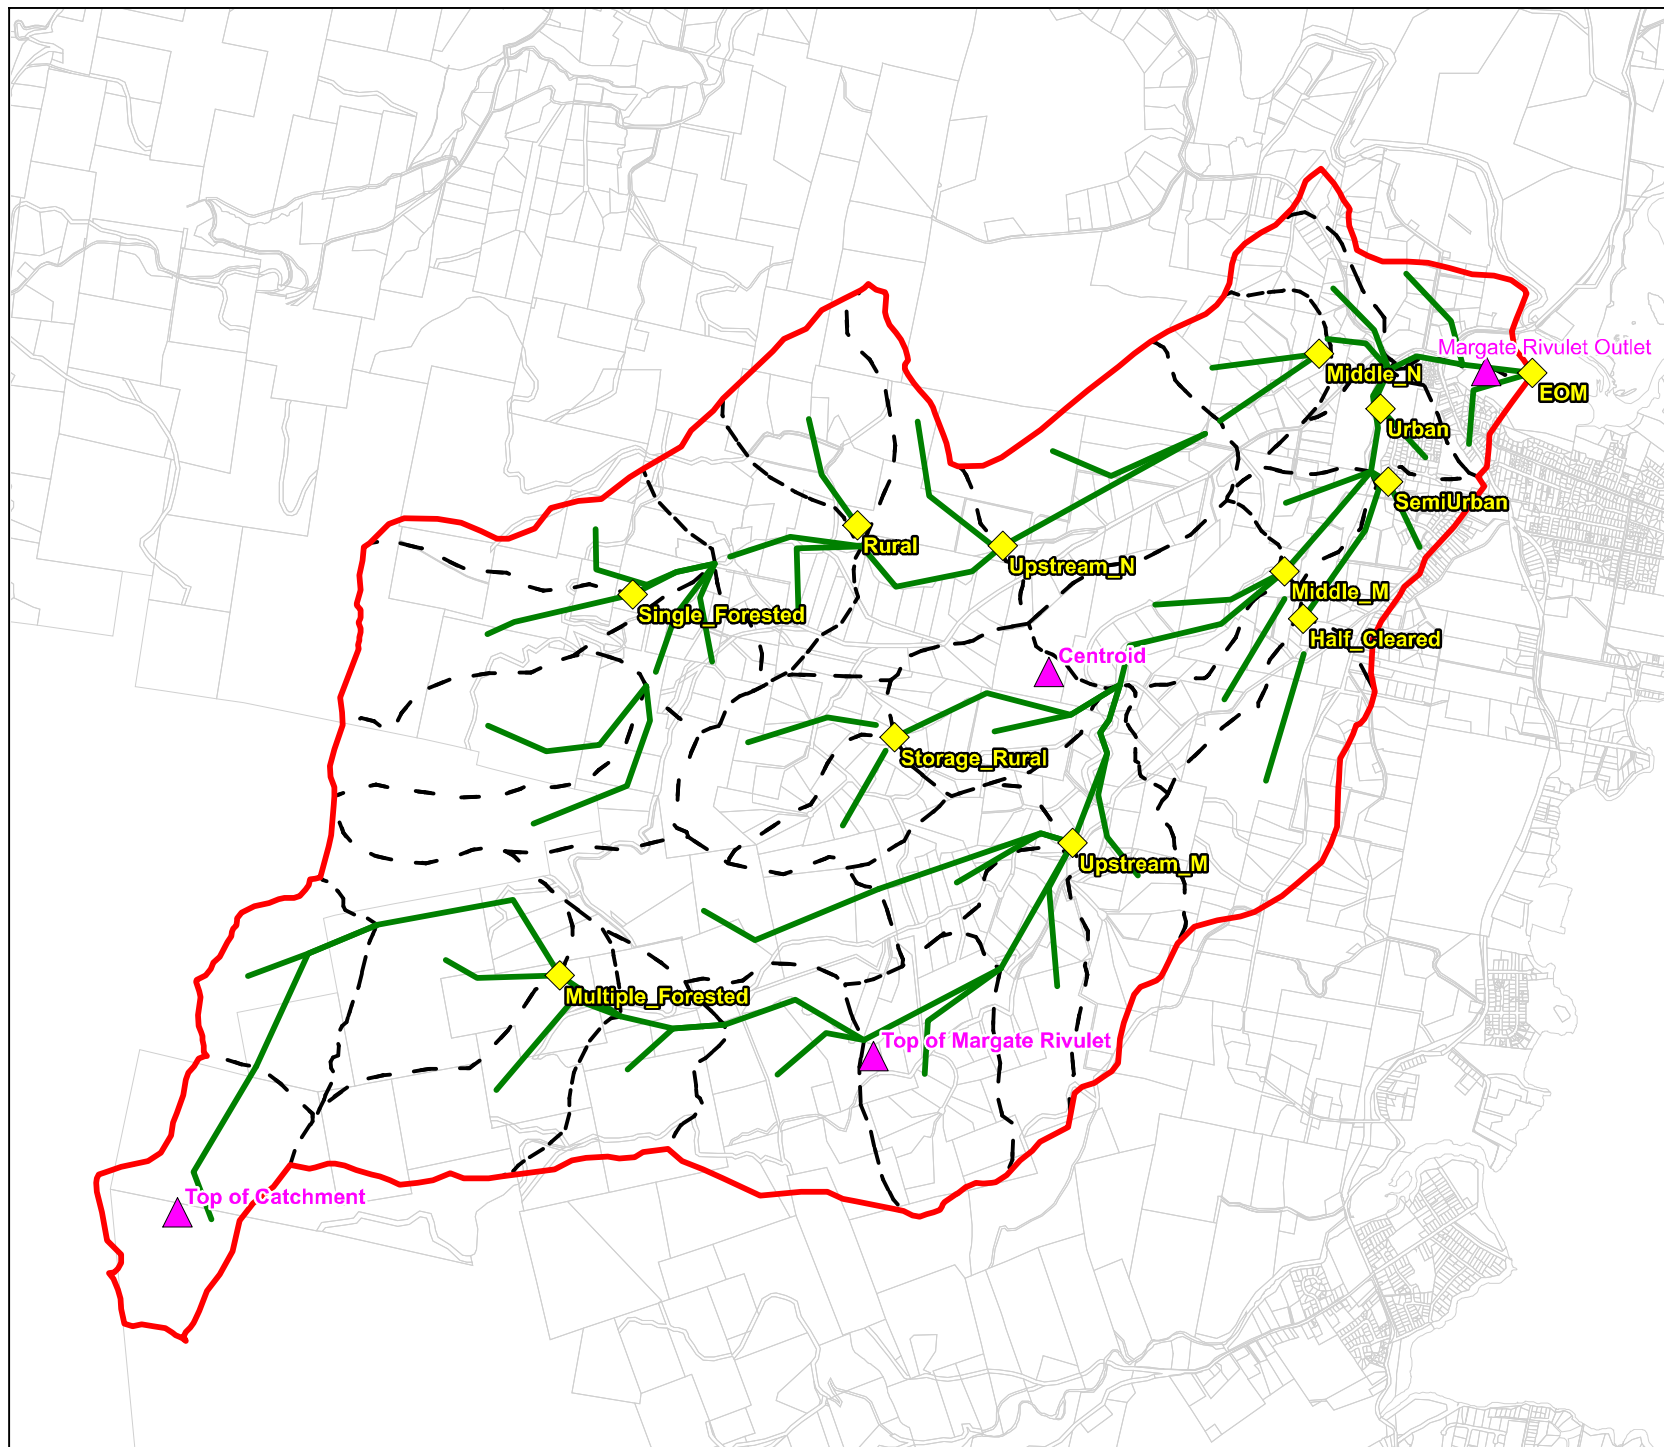 Margate Rivulet Outlet
Middle_N
EOM
Urban
SemiUrban
Rural
Upstream_N
Middle_M
Single_Forested
Half_Cleared
Centroid
Storage_Rural
Upstream_M
Multiple_Forested
Top of Margate Rivulet
Top of Catchment